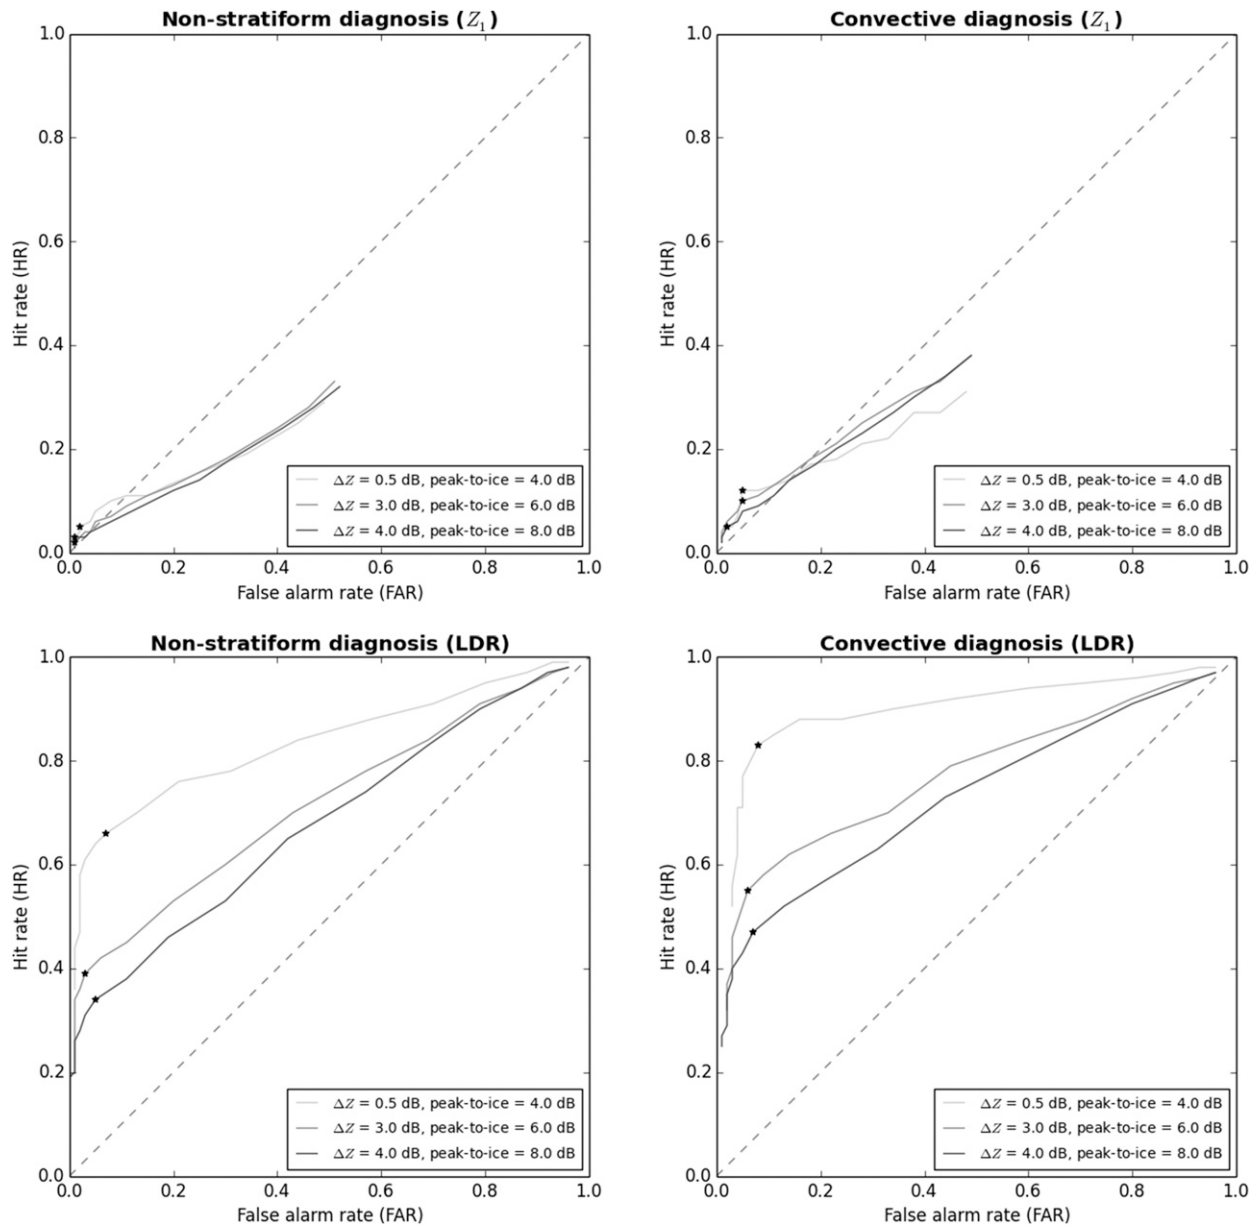 Non-stratiform diagnosis (Z₁)
1.0
0.8
0.6
0.4
0.2
0.0
Hit rate (HR)
ΔZ = 0.5 dB, peak-to-ice = 4.0 dB
ΔZ = 3.0 dB, peak-to-ice = 6.0 dB
ΔZ = 4.0 dB, peak-to-ice = 8.0 dB
0.0 0.2 0.4 0.6 0.8 1.0
False alarm rate (FAR)
Convective diagnosis (Z₁)
1.0
0.8
0.6
0.4
0.2
0.0
Hit rate (HR)
ΔZ = 0.5 dB, peak-to-ice = 4.0 dB
ΔZ = 3.0 dB, peak-to-ice = 6.0 dB
ΔZ = 4.0 dB, peak-to-ice = 8.0 dB
0.0 0.2 0.4 0.6 0.8 1.0
False alarm rate (FAR)
Non-stratiform diagnosis (LDR)
1.0
0.8
0.6
0.4
0.2
0.0
Hit rate (HR)
ΔZ = 0.5 dB, peak-to-ice = 4.0 dB
ΔZ = 3.0 dB, peak-to-ice = 6.0 dB
ΔZ = 4.0 dB, peak-to-ice = 8.0 dB
0.0 0.2 0.4 0.6 0.8 1.0
False alarm rate (FAR)
Convective diagnosis (LDR)
1.0
0.8
0.6
0.4
0.2
0.0
Hit rate (HR)
ΔZ = 0.5 dB, peak-to-ice = 4.0 dB
ΔZ = 3.0 dB, peak-to-ice = 6.0 dB
ΔZ = 4.0 dB, peak-to-ice = 8.0 dB
0.0 0.2 0.4 0.6 0.8 1.0
False alarm rate (FAR)